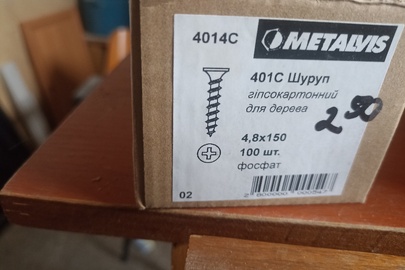 4014C
METALVIS
401C Шуруп
гіпсокартонний
для дерева
2 90
4,8x150
100 шт.
фосфат
02